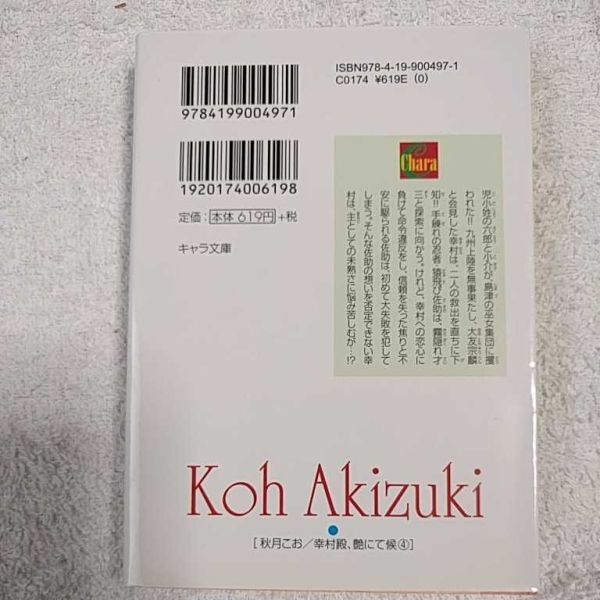 ISBN978-4-19-900497-1
C0174 ¥619E (0)
9784199004971
1920174006198
定価：本体619円+税
キャラ文庫
Chara
児小姓の六郎と小介が、島津の巫女集団に攫
われた!! 九州上陸を無事果たし、大友宗麟
と会見した幸村は、二人の救出を直ちに下
知!! 手練れの忍者・猿飛び佐助は、霧隠れ才
三と探索に向かう。けれど、幸村への恋心に
負けて命令違反をし、信頼を失った焦りと不
安に駆られる佐助は、初めて大失敗を犯して
しまう。そんな佐助の想いを否定できない幸
村は、主としての未熟さに悩み苦しむが…!?
Koh Akizuki
[秋月こお／幸村殿、艶にて候④]